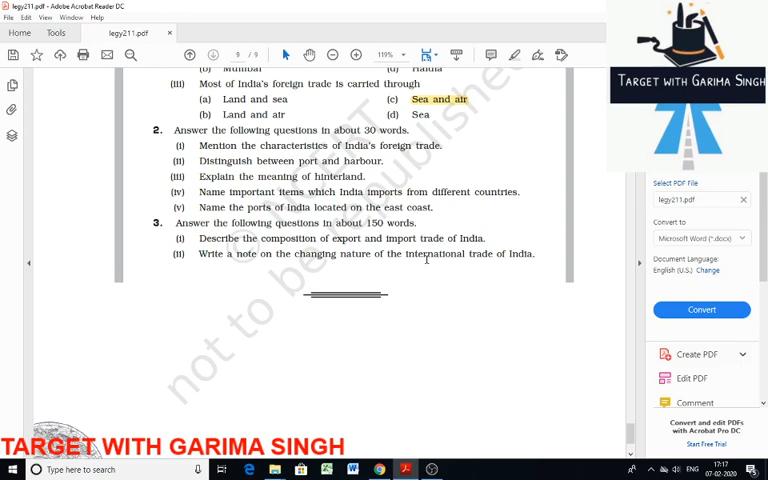 legy211.pdf - Adobe Acrobat Reader DC
File Edit View Window Help
Home Tools legy211.pdf ×
9 / 9 119%
(b) Mumbai (d) Haldia
(iii) Most of India's foreign trade is carried through
(a) Land and sea (c) Sea and air
(b) Land and air (d) Sea
2. Answer the following questions in about 30 words.
(i) Mention the characteristics of India's foreign trade.
(ii) Distinguish between port and harbour.
(iii) Explain the meaning of hinterland.
(iv) Name important items which India imports from different countries.
(v) Name the ports of India located on the east coast.
3. Answer the following questions in about 150 words.
(i) Describe the composition of export and import trade of India.
(ii) Write a note on the changing nature of the international trade of India.
© NCERT
not to be republished
TARGET WITH GARIMA SINGH
Select PDF File
legy211.pdf
Convert to
Microsoft Word (*.docx)
Document Language:
English (U.S.) Change
Convert
Create PDF
Edit PDF
Comment
Convert and edit PDFs
with Acrobat Pro DC
Start Free Trial
TARGET WITH GARIMA SINGH
Type here to search
ENG
17:17
07-02-2020